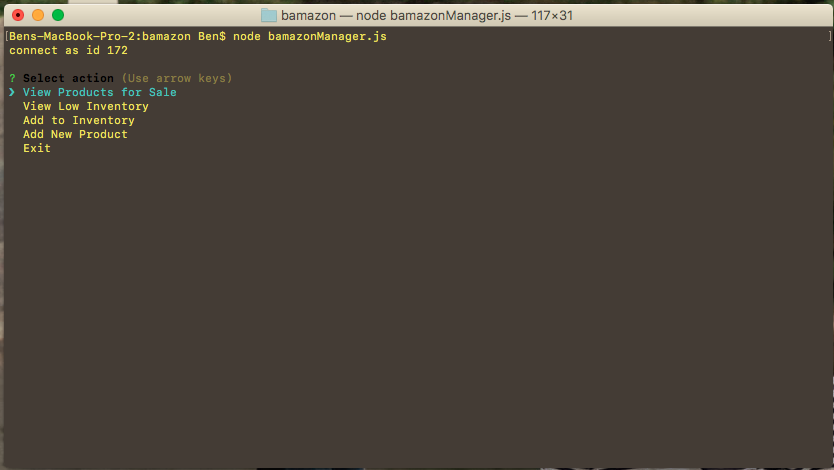 bamazon — node bamazonManager.js — 117×31
[Bens-MacBook-Pro-2:bamazon Ben$ node bamazonManager.js ]
connect as id 172
? Select action (Use arrow keys)
❯ View Products for Sale
View Low Inventory
Add to Inventory
Add New Product
Exit